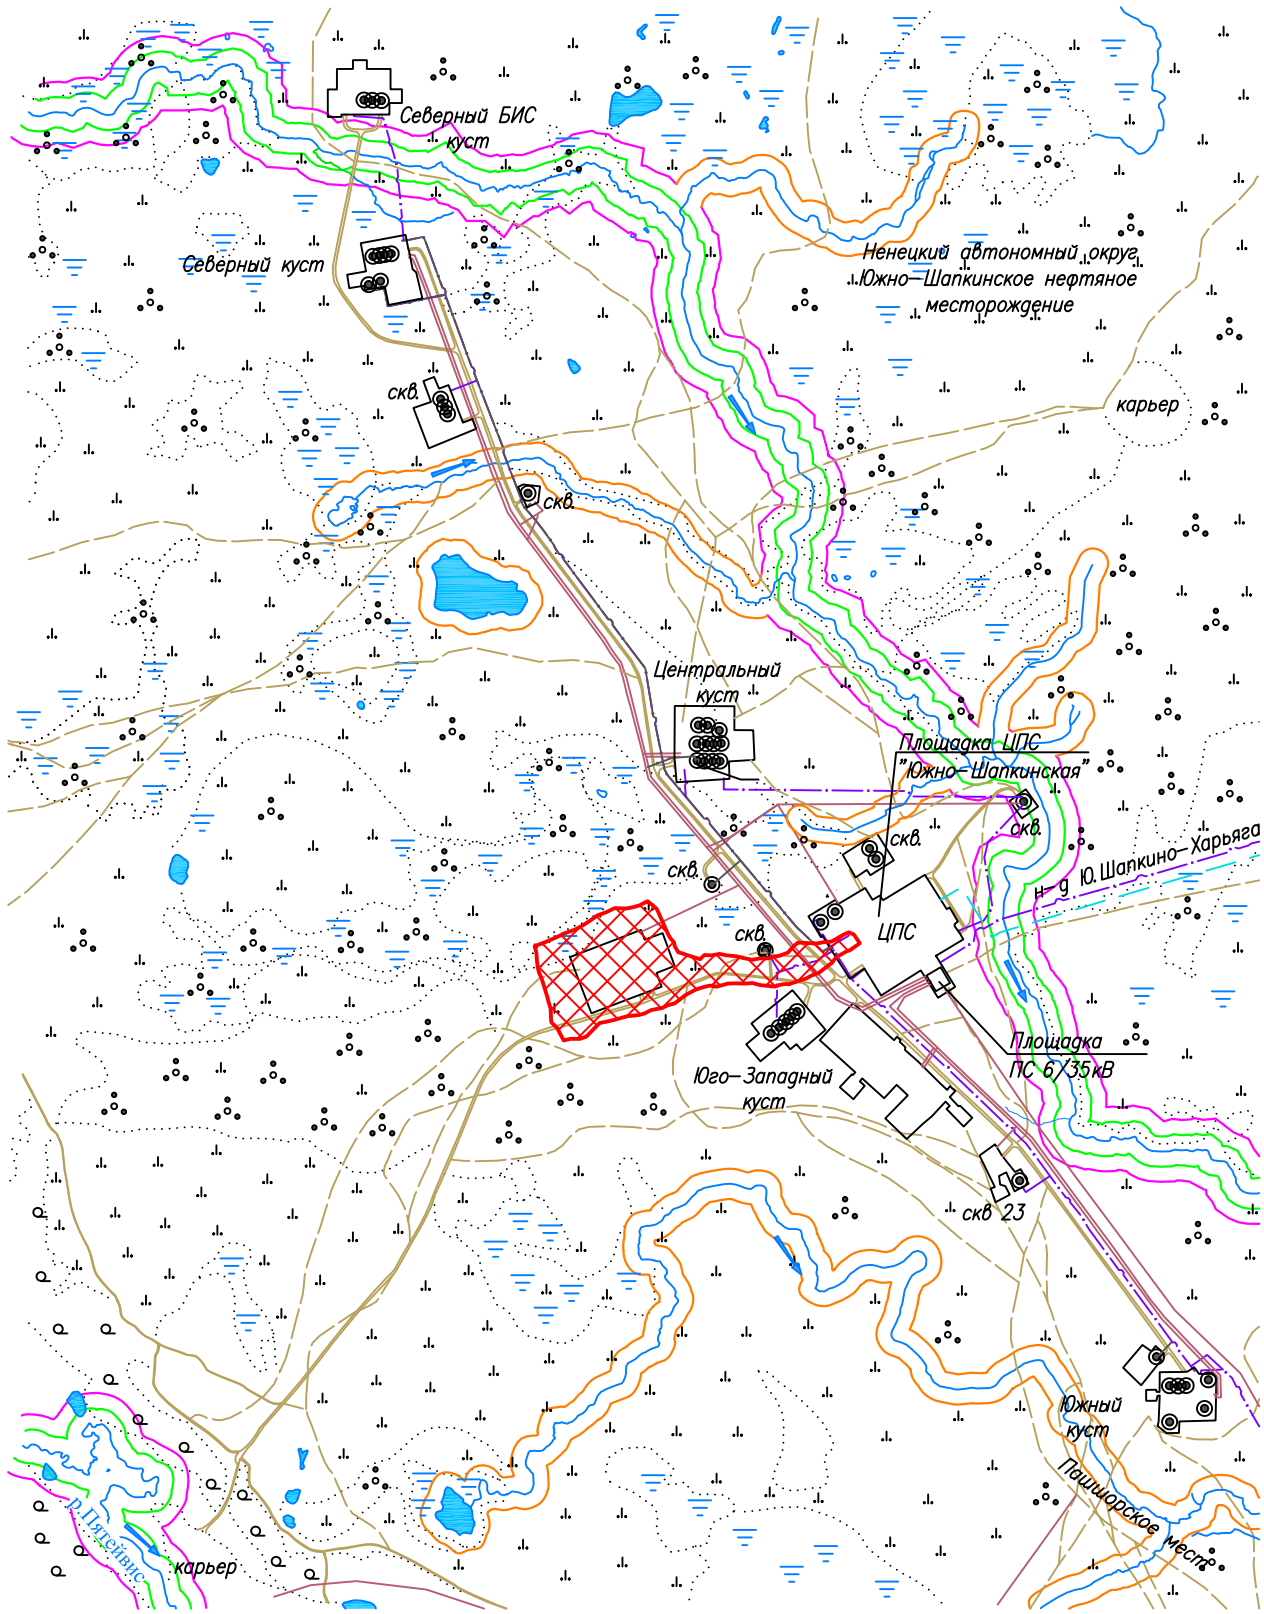 Северный БИС
куст
Северный куст
Ненецкий автономный округ
Южно-Шапкинское нефтяное
месторождение
скв.
карьер
скв.
Центральный
куст
Площадка ЦПС
"Южно-Шапкинская"
скв.
скв.
скв.
н-д Ю.Шапкино-Харьяга
скв.
ЦПС
Площадка
ПС 6/35кВ
Юго-Западный
куст
скв 23
Южный
куст
Пашшорское мест.
р.Пятейвис
карьер